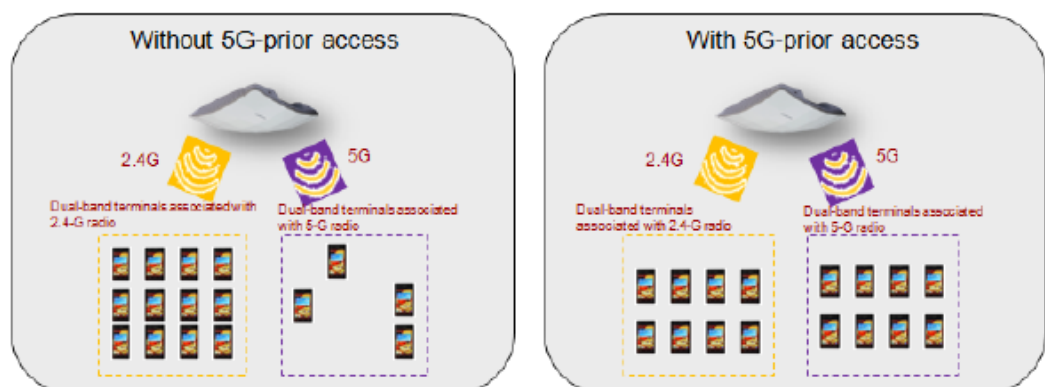 Without 5G-prior access
2.4G
5G
Dual-band terminals associated with
2.4-G radio
Dual-band terminals associated
with 5-G radio
With 5G-prior access
2.4G
5G
Dual-band terminals
associated with 2.4-G radio
Dual-band terminals associated
with 5-G radio